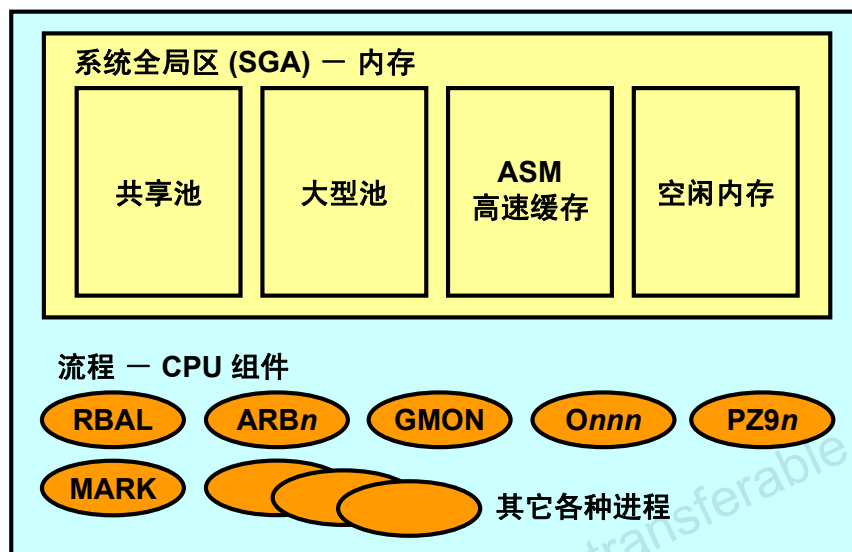 系统全局区 (SGA) － 内存
共享池
大型池
ASM
高速缓存
空闲内存
流程 － CPU 组件
RBAL
ARBn
GMON
Onnn
PZ9n
MARK
其它各种进程
transferable